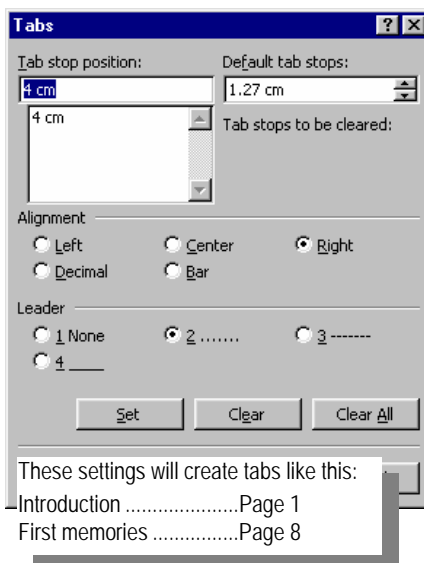 Tabs
Tab stop position: Default tab stops:
4 cm 1.27 cm
4 cm Tab stops to be cleared:
Alignment
Left Center Right
Decimal Bar
Leader
1 None 2 ....... 3 -------
4 ____
Set Clear Clear All
These settings will create tabs like this:
Introduction ......................Page 1
First memories ................Page 8